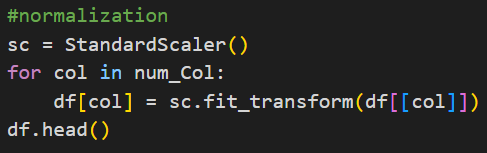 #normalization
sc = StandardScaler()
for col in num_Col:
    df[col] = sc.fit_transform(df[[col]])
df.head()